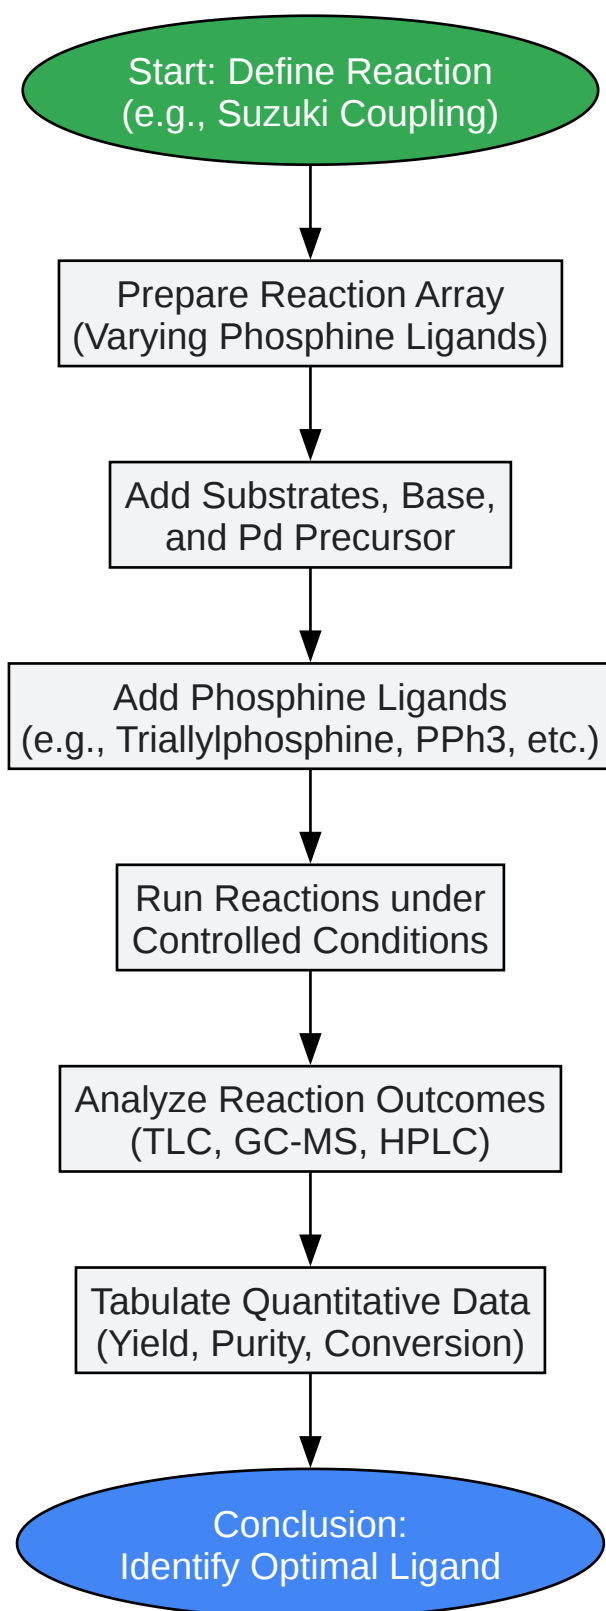 Start: Define Reaction
(e.g., Suzuki Coupling)
Prepare Reaction Array
(Varying Phosphine Ligands)
Add Substrates, Base,
and Pd Precursor
Add Phosphine Ligands
(e.g., Triallylphosphine, PPh3, etc.)
Run Reactions under
Controlled Conditions
Analyze Reaction Outcomes
(TLC, GC-MS, HPLC)
Tabulate Quantitative Data
(Yield, Purity, Conversion)
Conclusion:
Identify Optimal Ligand